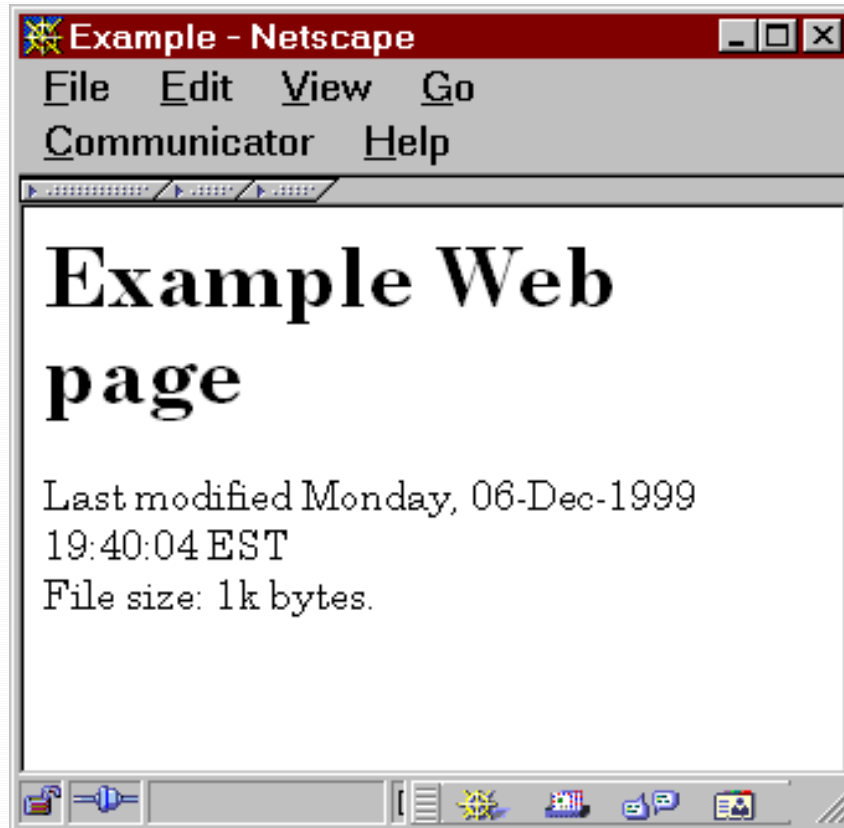 Example - Netscape
File Edit View Go
Communicator Help
Example Web
page
Last modified Monday, 06-Dec-1999
19:40:04 EST
File size: 1k bytes.